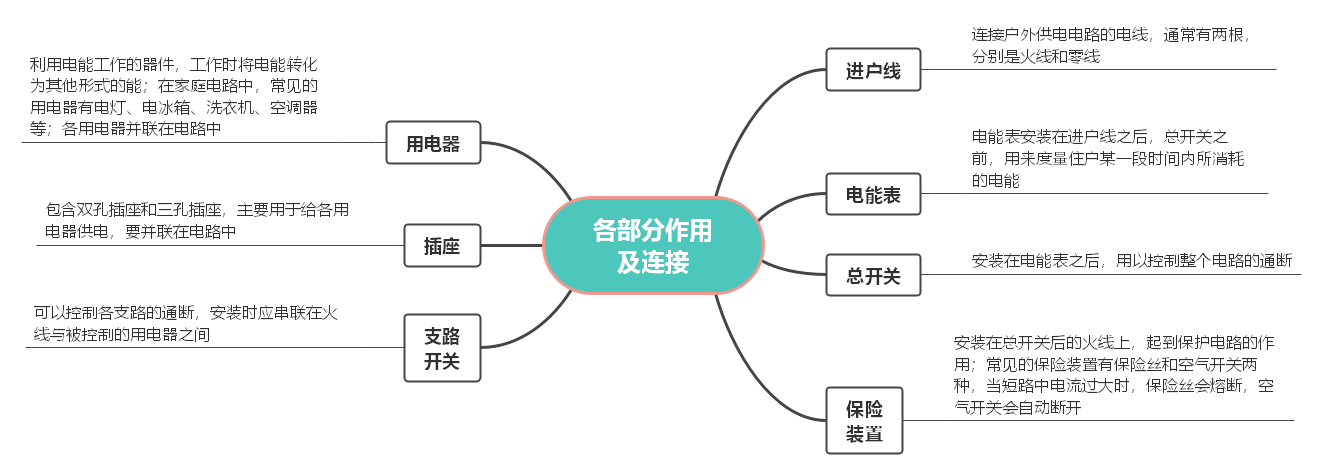 各部分作用
及连接
进户线
连接户外供电电路的电线，通常有两根，
分别是火线和零线
电能表
电能表安装在进户线之后，总开关之
前，用来度量住户某一段时间内所消耗
的电能
总开关
安装在电能表之后，用以控制整个电路的通断
保险
装置
安装在总开关后的火线上，起到保护电路的作
用；常见的保险装置有保险丝和空气开关两
种，当短路中电流过大时，保险丝会熔断，空
气开关会自动断开
用电器
利用电能工作的器件，工作时将电能转化
为其他形式的能；在家庭电路中，常见的
用电器有电灯、电冰箱、洗衣机、空调器
等；各用电器并联在电路中
插座
包含双孔插座和三孔插座，主要用于给各用
电器供电，要并联在电路中
支路
开关
可以控制各支路的通断，安装时应串联在火
线与被控制的用电器之间